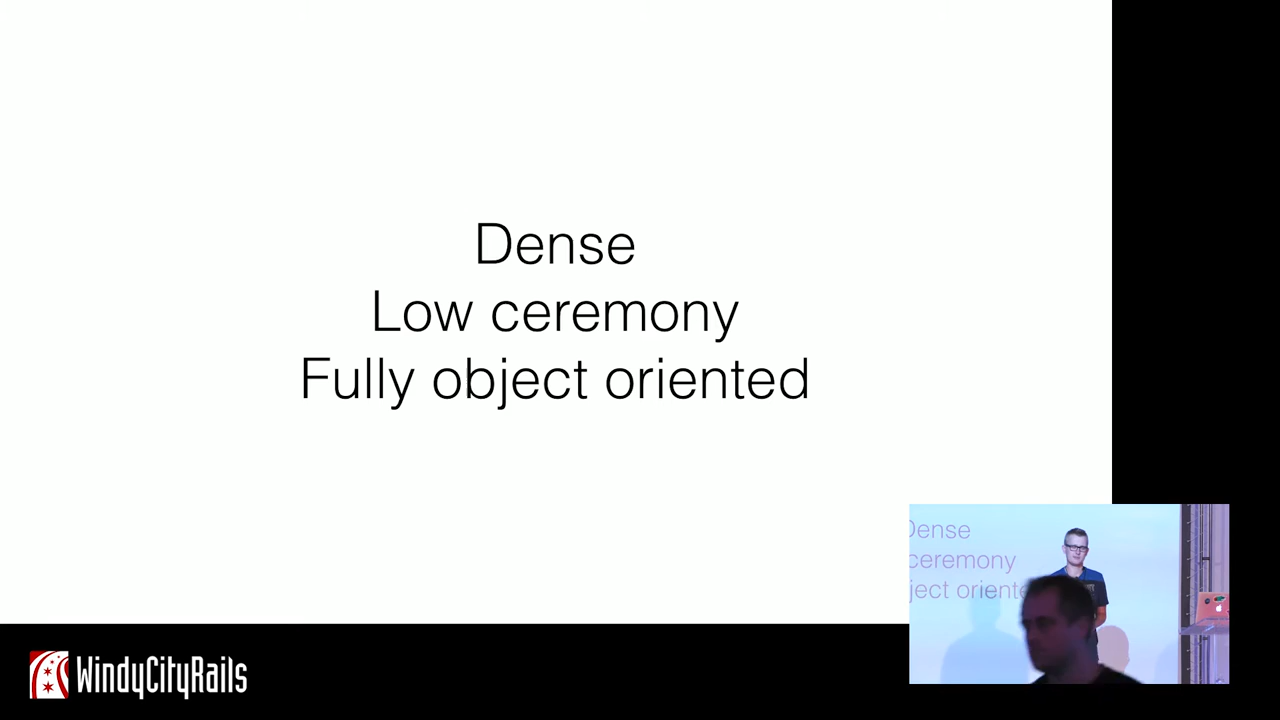 Dense
Low ceremony
Fully object oriented
Dense
ceremony
ject oriente
WindyCityRails